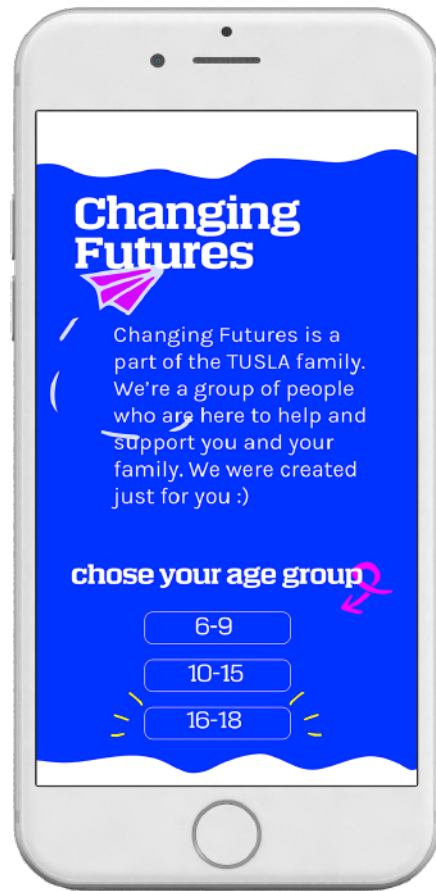 Changing
Futures
Changing Futures is a
part of the TUSLA family.
We're a group of people
who are here to help and
support you and your
family. We were created
just for you :)
chose your age group
6-9
10-15
16-18